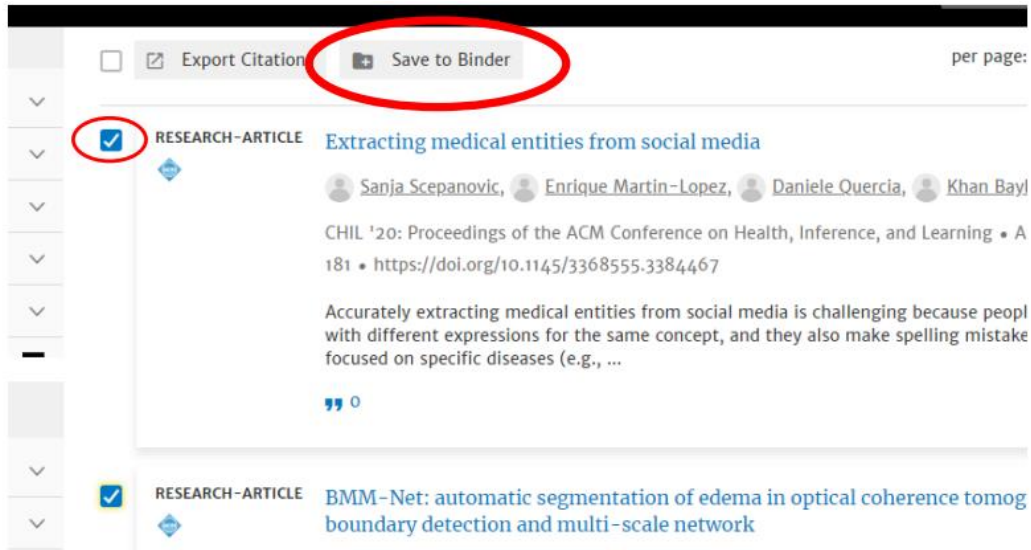 Export Citation Save to Binder per page:
RESEARCH-ARTICLE Extracting medical entities from social media
Sanja Scepanovic, Enrique Martin-Lopez, Daniele Quercia, Khan Bayl
CHIL '20: Proceedings of the ACM Conference on Health, Inference, and Learning • A
181 • https://doi.org/10.1145/3368555.3384467
Accurately extracting medical entities from social media is challenging because peopl
with different expressions for the same concept, and they also make spelling mistake
focused on specific diseases (e.g., ...
0
RESEARCH-ARTICLE BMM-Net: automatic segmentation of edema in optical coherence tomog
boundary detection and multi-scale network